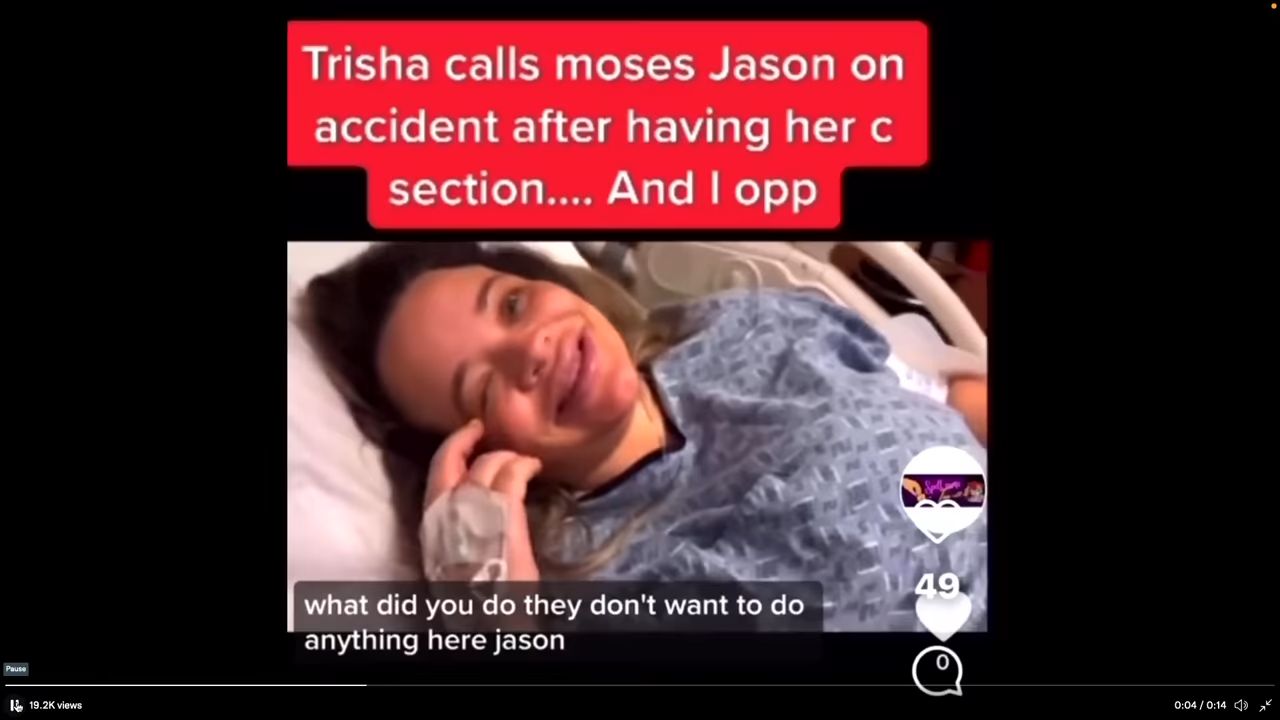 Trisha calls moses Jason on
accident after having her c
section.... And I opp
49
what did you do they don't want to do
anything here jason
0
Pause
19.2K views
0:04 / 0:14